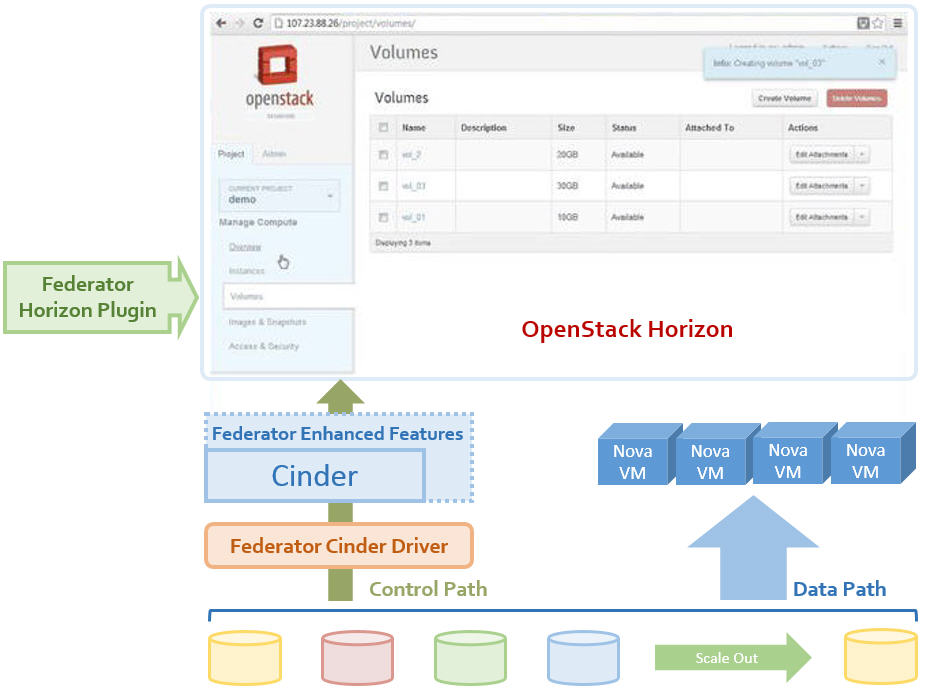 107.23.88.26/project/volumes/
Volumes
Info: Creating volume "vol_03"
openstack
DASHBOARD
Volumes
Create Volume
Delete Volumes
Name Description Size Status Attached To Actions
vol_2 20GB Available Edit Attachments
vol_03 30GB Available Edit Attachments
vol_01 10GB Available Edit Attachments
Displaying 3 items
Project Admin
CURRENT PROJECT
demo
Manage Compute
Overview
Instances
Volumes
Images & Snapshots
Access & Security
Federator
Horizon Plugin
OpenStack Horizon
Federator Enhanced Features
Cinder
Federator Cinder Driver
Control Path
Nova
VM
Nova
VM
Nova
VM
Nova
VM
Data Path
Scale Out